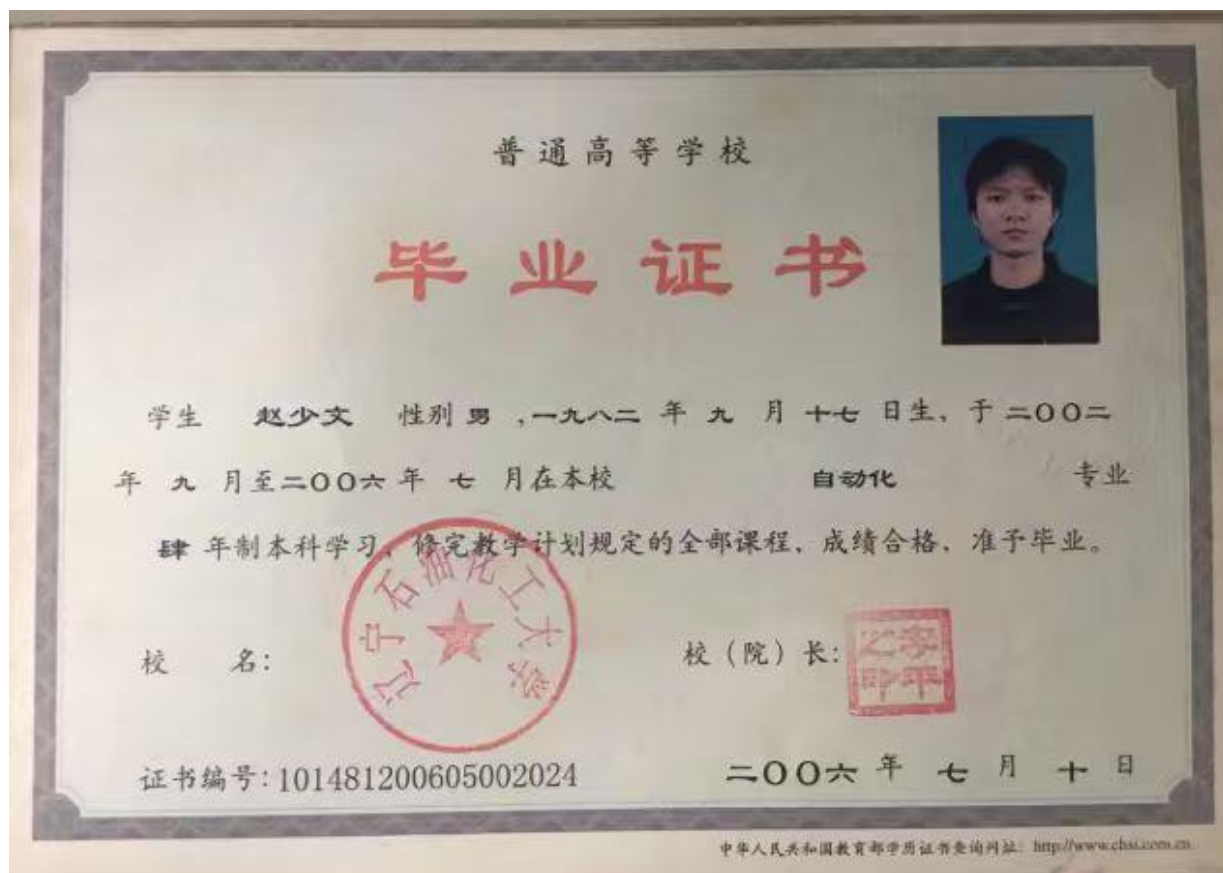 普通高等学校
毕业证书
学生 赵少文 性别 男 ,一九八二 年 九 月 十七 日生、于 二〇〇二
年 九 月至二〇〇六 年 七 月在本校 自动化 专业
肆 年制本科学习、修完教学计划规定的全部课程、成绩合格、准予毕业。
辽宁石油化工大学
校 名: 校（院）长: 李平之印
证书编号:101481200605002024 二〇〇六 年 七 月 十 日
中华人民共和国教育部学历证书查询网址: http://www.chsi.com.cn